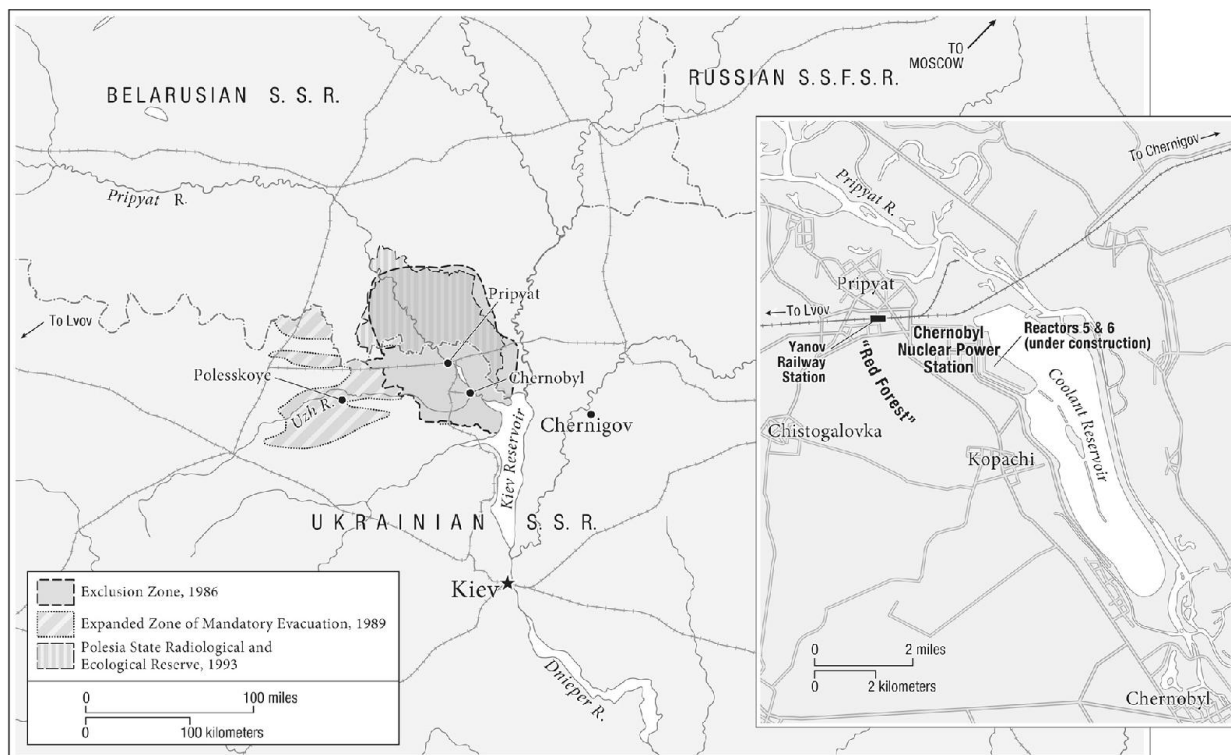 BELARUSIAN S. S. R.
RUSSIAN S.S.F.S.R.
TO
MOSCOW
Pripyat R.
To Lvov
Pripyat
Polesskoye
Chernobyl
Uzh R.
Chernigov
Kiev Reservoir
UKRAINIAN S. S. R.
Kiev
Dnieper R.
Exclusion Zone, 1986
Expanded Zone of Mandatory Evacuation, 1989
Polesia State Radiological and
Ecological Reserve, 1993
0 100 miles
0 100 kilometers
To Chernigov
Pripyat R.
Pripyat
To Lvov
Yanov
Railway
Station
"Red Forest"
Chernobyl
Nuclear Power
Station
Reactors 5 & 6
(under construction)
Coolant Reservoir
Chistogalovka
Kopachi
0 2 miles
0 2 kilometers
Chernobyl